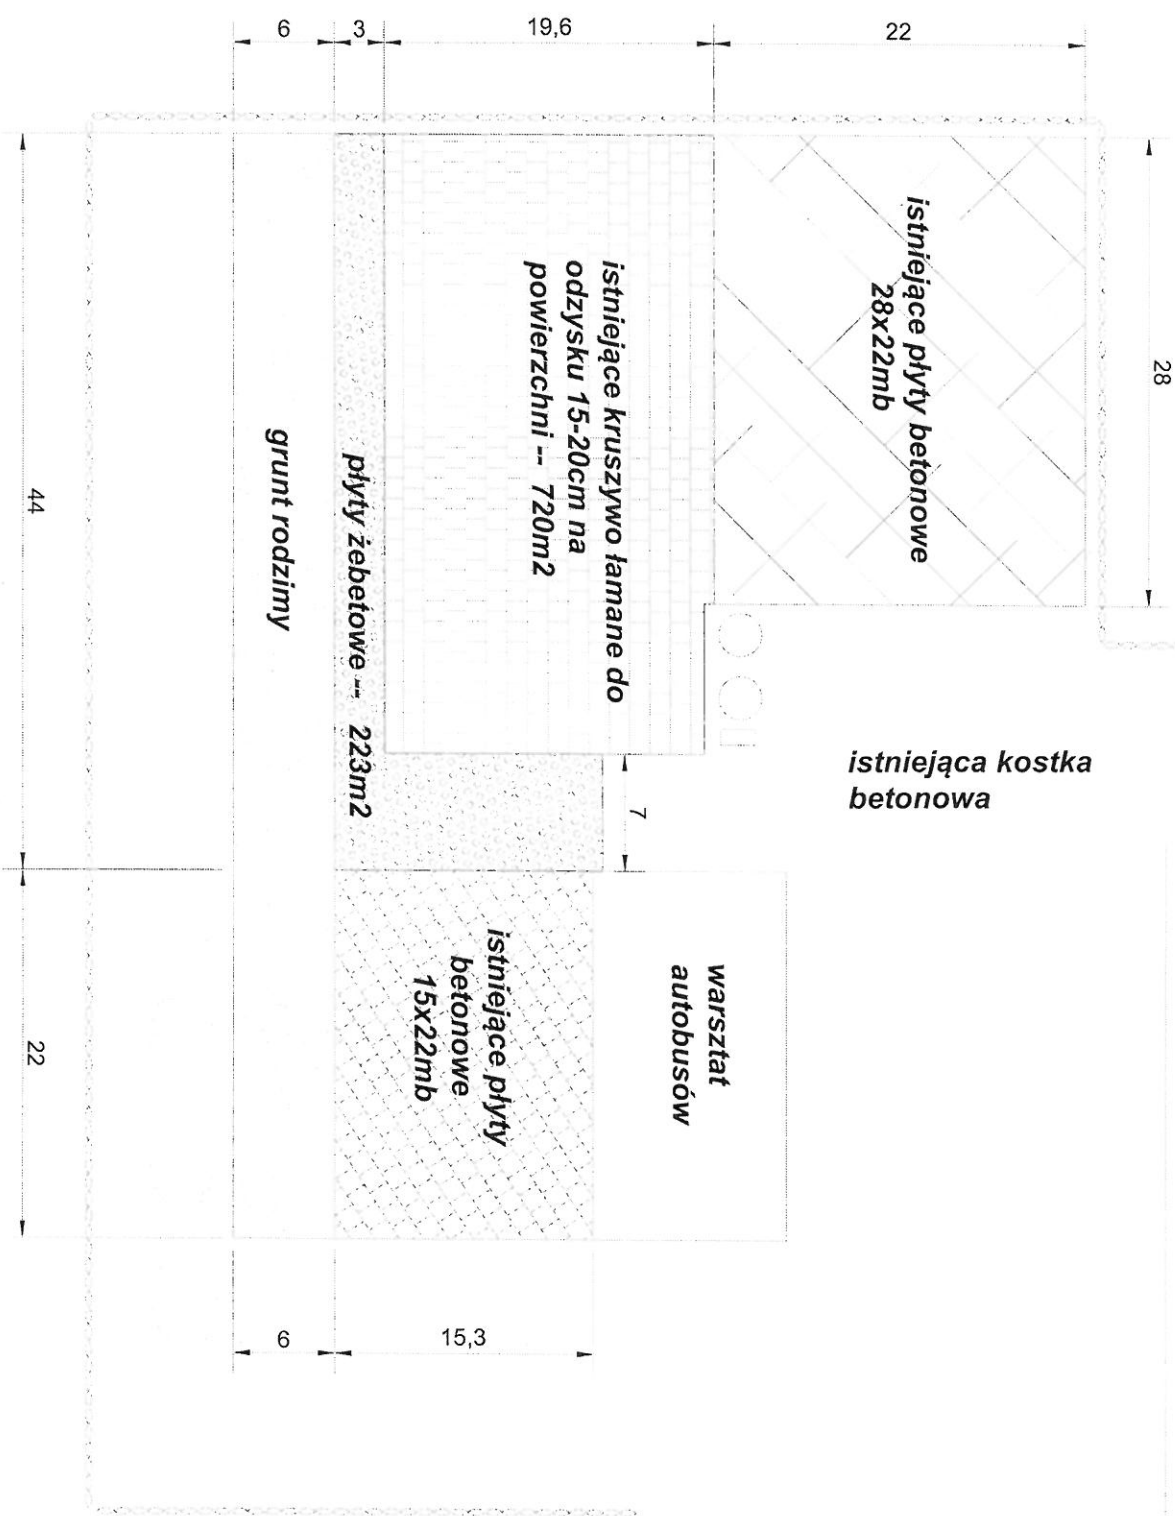 6
3
19,6
22
28
istniejące płyty betonowe
28x22mb
istniejące kruszywo łamane do
odzysku 15-20cm na
powierzchni -- 720m2
płyty żebetowe -- 223m2
grunt rodzimy
44
istniejąca kostka
betonowa
7
warsztat
autobusów
istniejące płyty
betonowe
15x22mb
22
6
15,3